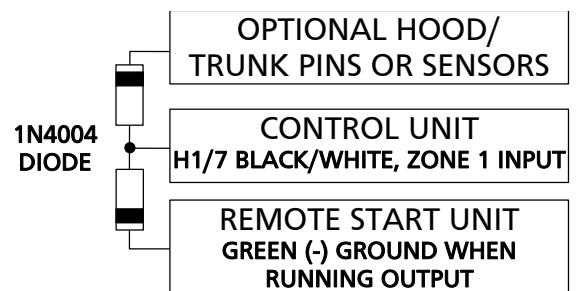 OPTIONAL HOOD/
TRUNK PINS OR SENSORS
1N4004
DIODE
CONTROL UNIT
H1/7 BLACK/WHITE, ZONE 1 INPUT
REMOTE START UNIT
GREEN (-) GROUND WHEN
RUNNING OUTPUT